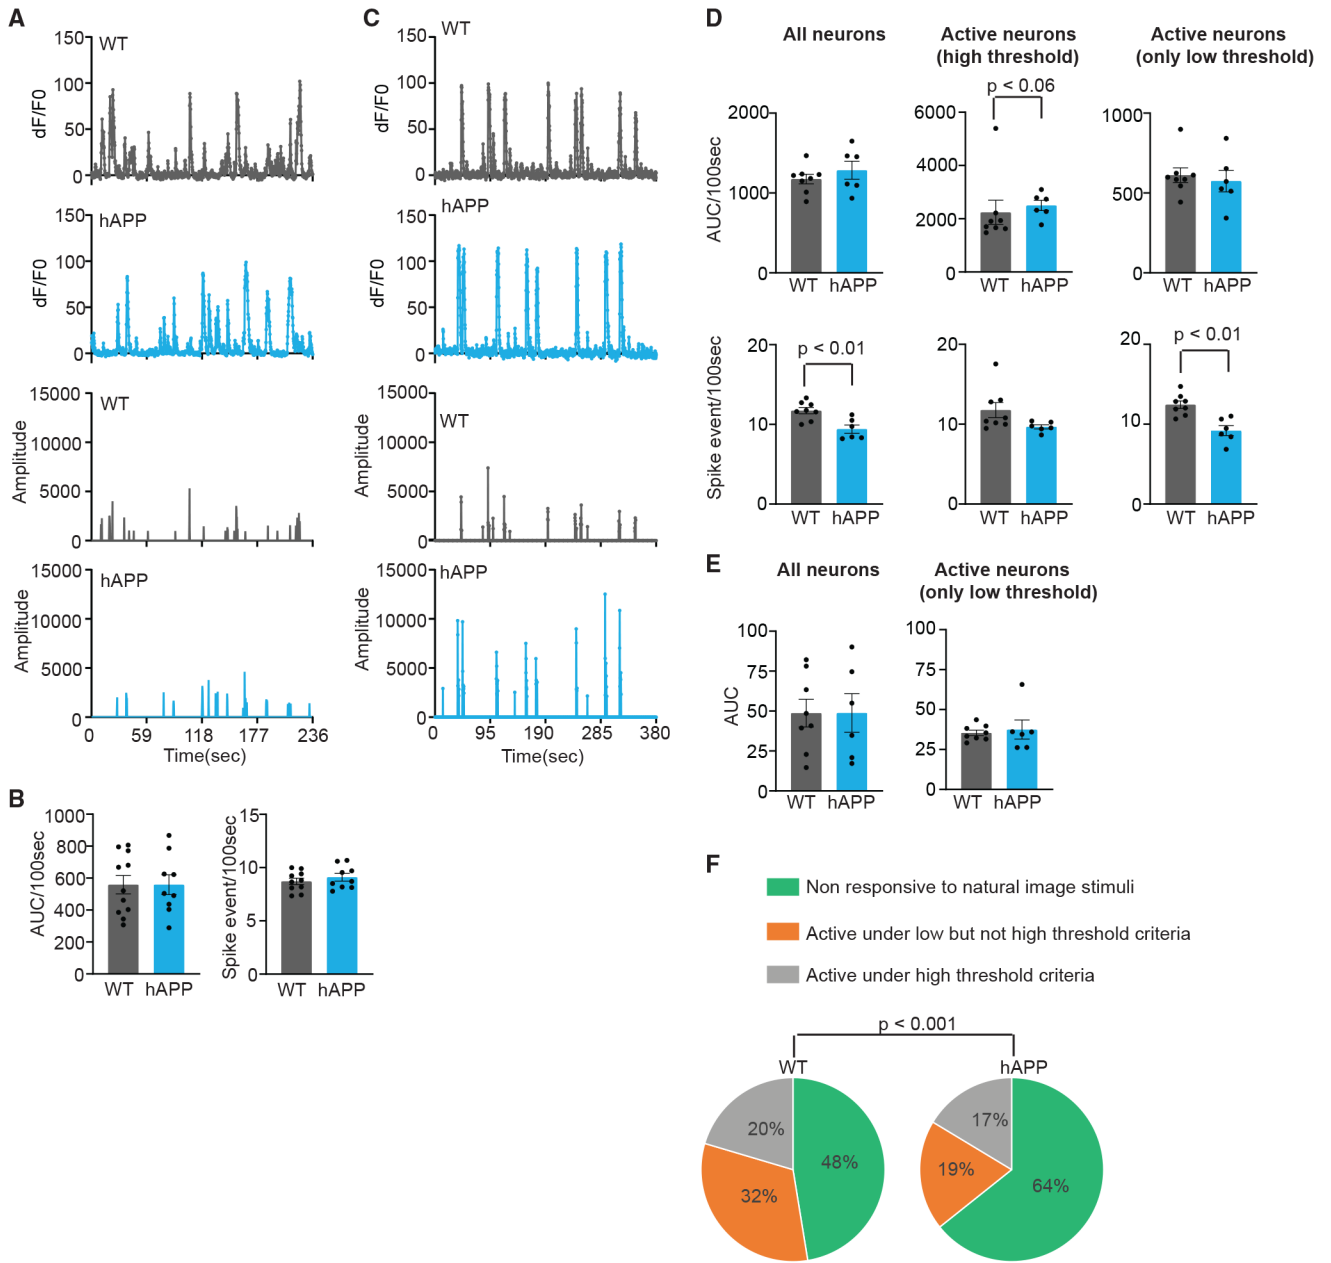 A
150
WT
100
dF/F0
50
0
150
hAPP
100
dF/F0
50
0
15000
WT
10000
Amplitude
5000
0
15000
hAPP
10000
Amplitude
5000
0
0 59 118 177 236
Time(sec)
C
150
WT
100
dF/F0
50
0
150
hAPP
100
dF/F0
50
0
15000
WT
10000
Amplitude
5000
0
15000
hAPP
10000
Amplitude
5000
0
0 95 190 285 380
Time(sec)
B
1000
800
600
400
200
0
AUC/100sec
WT hAPP
15
10
5
0
Spike event/100sec
WT hAPP
D
All neurons
Active neurons
(high threshold)
Active neurons
(only low threshold)
2000
1000
0
AUC/100sec
WT hAPP
p < 0.06
6000
4000
2000
0
WT hAPP
1000
500
0
WT hAPP
20
10
0
Spike event/100sec
p < 0.01
WT hAPP
20
10
0
WT hAPP
20
10
0
p < 0.01
WT hAPP
E
All neurons
Active neurons
(only low threshold)
100
75
50
25
0
AUC
WT hAPP
100
75
50
25
0
WT hAPP
F
Non responsive to natural image stimuli
Active under low but not high threshold criteria
Active under high threshold criteria
p < 0.001
WT
hAPP
20%
48%
32%
17%
19%
64%